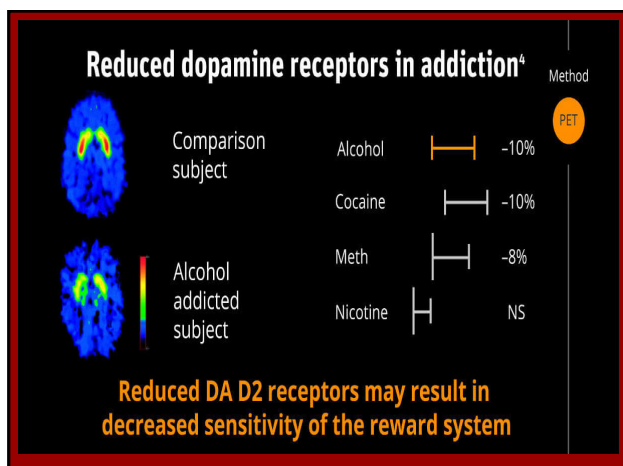 Reduced dopamine receptors in addiction⁴
Method
PET
Comparison
subject
Alcohol
addicted
subject
Alcohol –10%
Cocaine –10%
Meth –8%
Nicotine NS
Reduced DA D2 receptors may result in
decreased sensitivity of the reward system